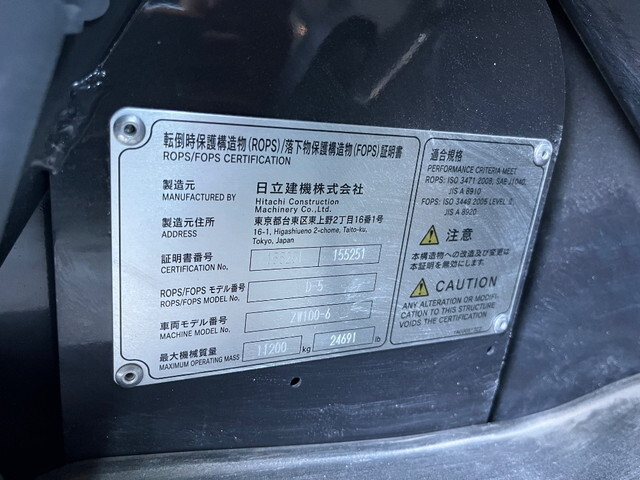 転倒時保護構造物(ROPS)/落下物保護構造物(FOPS)証明書
ROPS/FOPS CERTIFICATION
製造元
MANUFACTURED BY
日立建機株式会社
Hitachi Construction
Machinery Co., Ltd.
製造元住所
ADDRESS
東京都台東区東上野2丁目16番1号
16-1, Higashiueno 2-chome, Taito-ku,
Tokyo, Japan
証明書番号
CERTIFICATION No.
155251
ROPS/FOPS モデル番号
ROPS/FOPS MODEL No.
D-5
車両モデル番号
MACHINE MODEL No.
ZW100-6
最大機械質量
MAXIMUM OPERATING MASS
11200 kg 24691 lb
適合規格
PERFORMANCE CRITERIA MEET
ROPS: ISO 3471 2008, SAE J1040,
JIS A 8910
FOPS: ISO 3449 2005 LEVEL
JIS A 8920
注意
本構造物への改造及び変更は
本証明を無効にします。
CAUTION
ANY ALTERATION OR MODIFI-
CATION TO THIS STRUCTURE
VOIDS THE CERTIFICATION